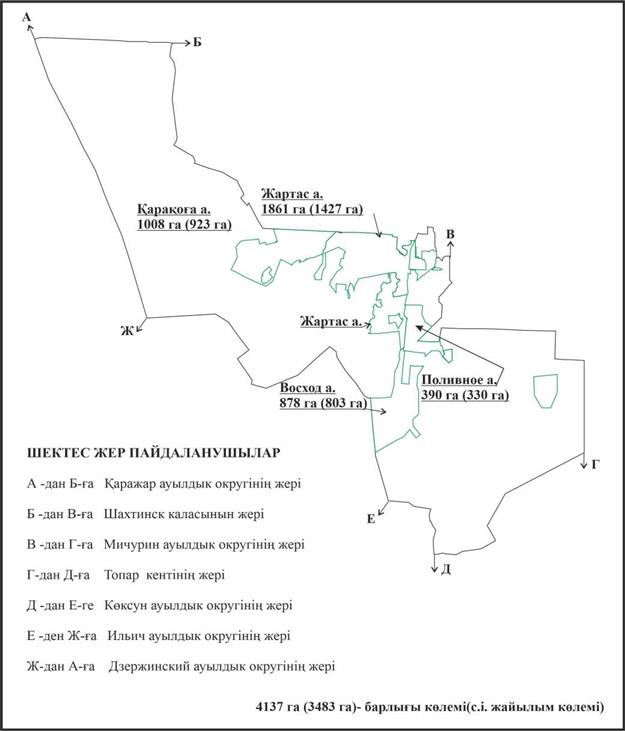 А
Б
Жартас а.
1861 га (1427 га)
Қарақоға а.
1008 га (923 га)
В
Жартас а.
Ж
Поливное а.
390 га (330 га)
Восход а.
878 га (803 га)
ШЕКТЕС ЖЕР ПАЙДАЛАНУШЫЛАР
Г
А -дан Б-ға Қаражар ауылдық округінің жері
Б -дан В-ға Шахтинск каласынын жері
Е
В -дан Г-ға Мичурин ауылдық округінің жері
Г-дан Д-ға Топар кентінің жері
Д
Д -дан Е-ге Көксун ауылдық округінің жері
Е -ден Ж-ға Ильич ауылдық округінің жері
Ж-дан А-ға Дзержинский ауылдық округінің жері
4137 га (3483 га)- барлығы көлемі(с.і. жайылым көлемі)